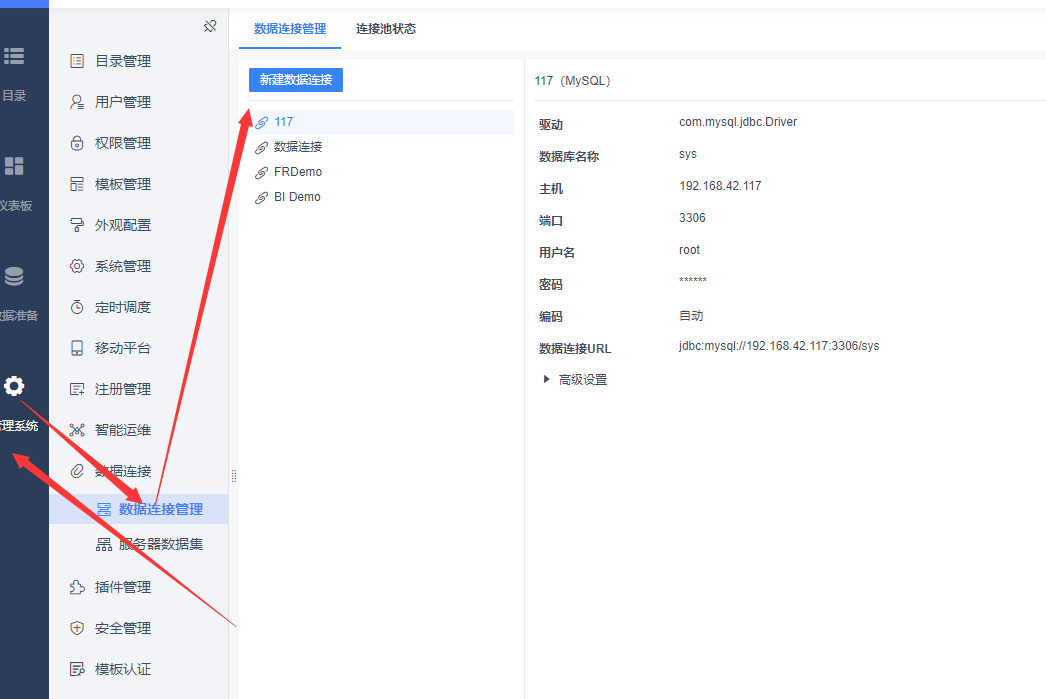 目录
仪表板
数据准备
管理系统
目录管理
用户管理
权限管理
模板管理
外观配置
系统管理
定时调度
移动平台
注册管理
智能运维
数据连接
数据连接管理
服务器数据集
插件管理
安全管理
模板认证
数据连接管理 连接池状态
新建数据连接
117
数据连接
FRDemo
BI Demo
117（MySQL）
驱动 com.mysql.jdbc.Driver
数据库名称 sys
主机 192.168.42.117
端口 3306
用户名 root
密码 ******
编码 自动
数据连接URL jdbc:mysql://192.168.42.117:3306/sys
高级设置